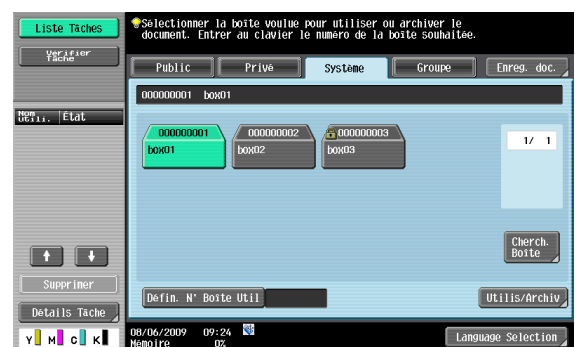 Liste Tâches
Vérifier
Tâche
Nom
Utili.
État
Supprimer
Détails Tâche
Y M C K
Sélectionner la boîte voulue pour utiliser ou archiver le
document. Entrer au clavier le numéro de la boîte souhaitée.
Public Privé Système Groupe Enreg. doc.
000000001 box01
000000001 000000002 000000003
box01 box02 box03
1/ 1
Cherch.
Boîte
Défin. N° Boîte Util
Utilis/Archiv
08/06/2009 09:24
Mémoire 0%
Language Selection